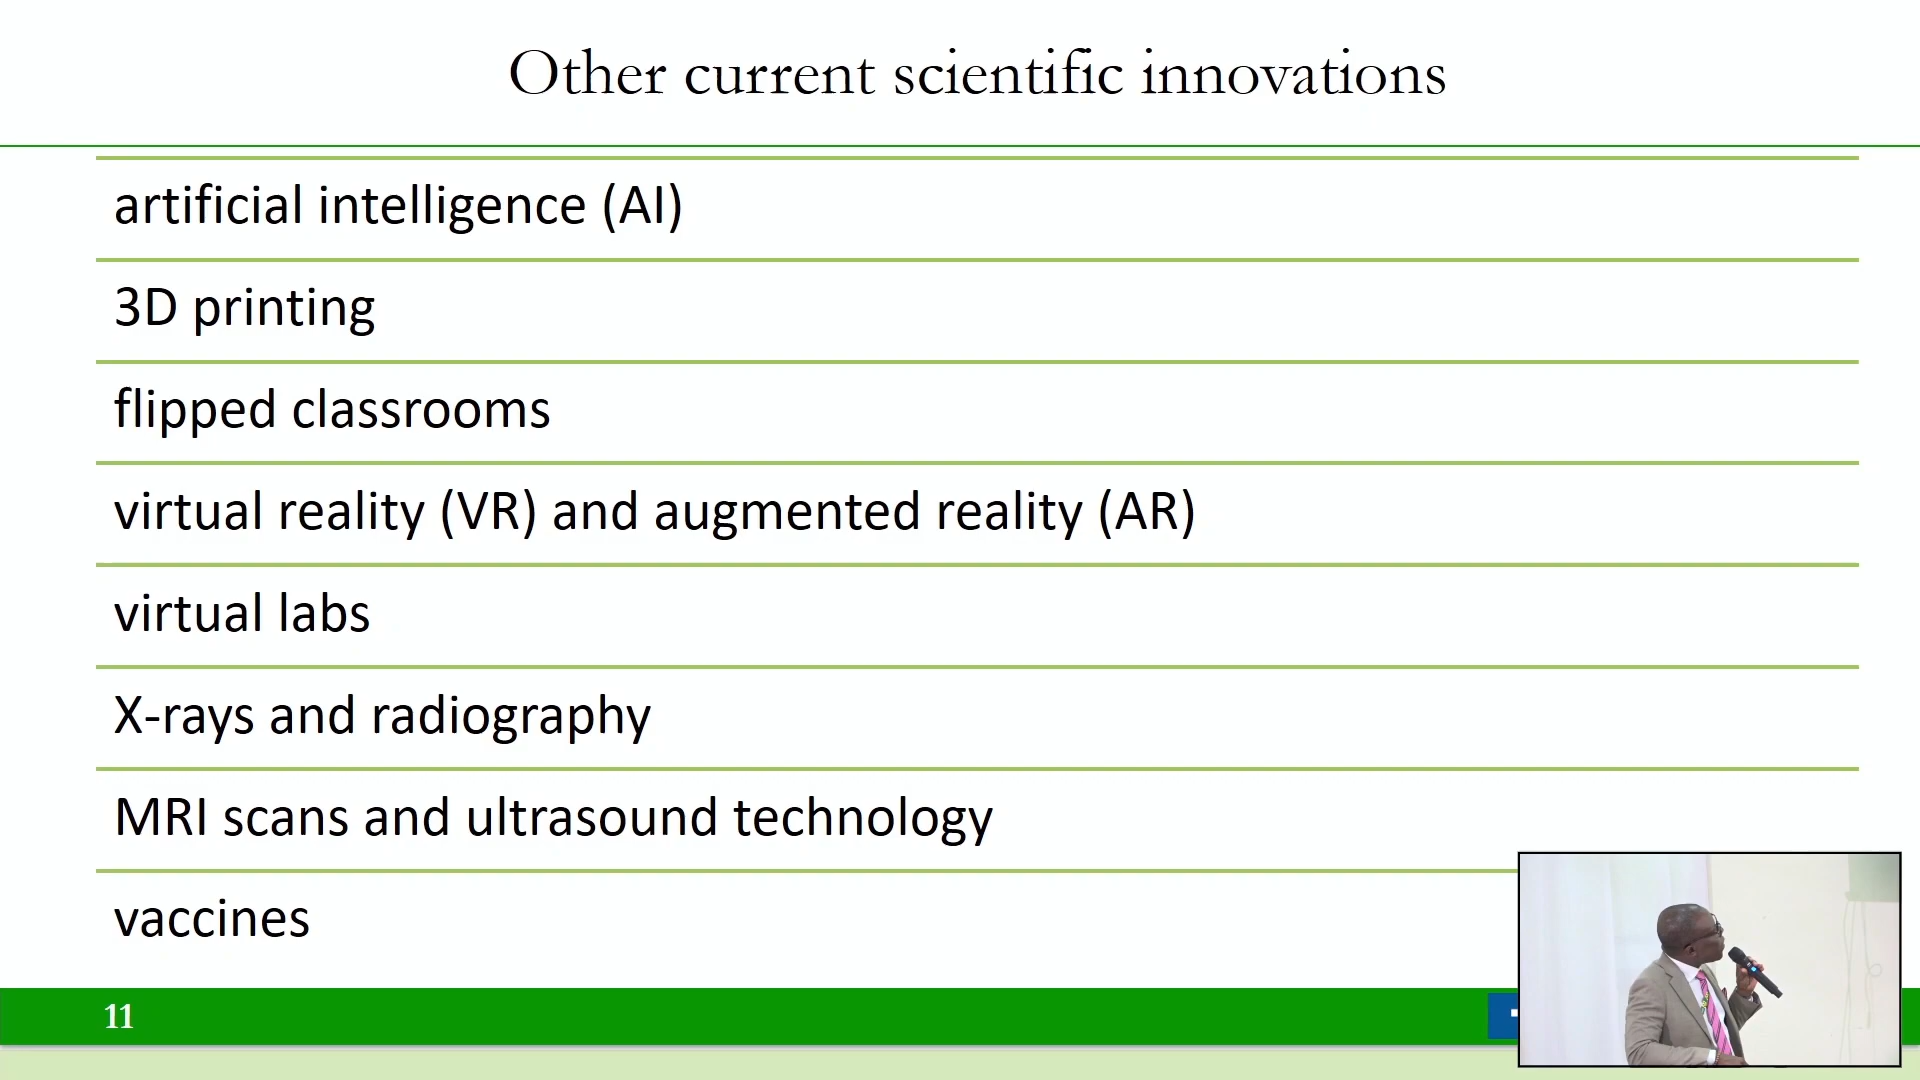 Other current scientific innovations
artificial intelligence (AI)
3D printing
flipped classrooms
virtual reality (VR) and augmented reality (AR)
virtual labs
X-rays and radiography
MRI scans and ultrasound technology
vaccines
11